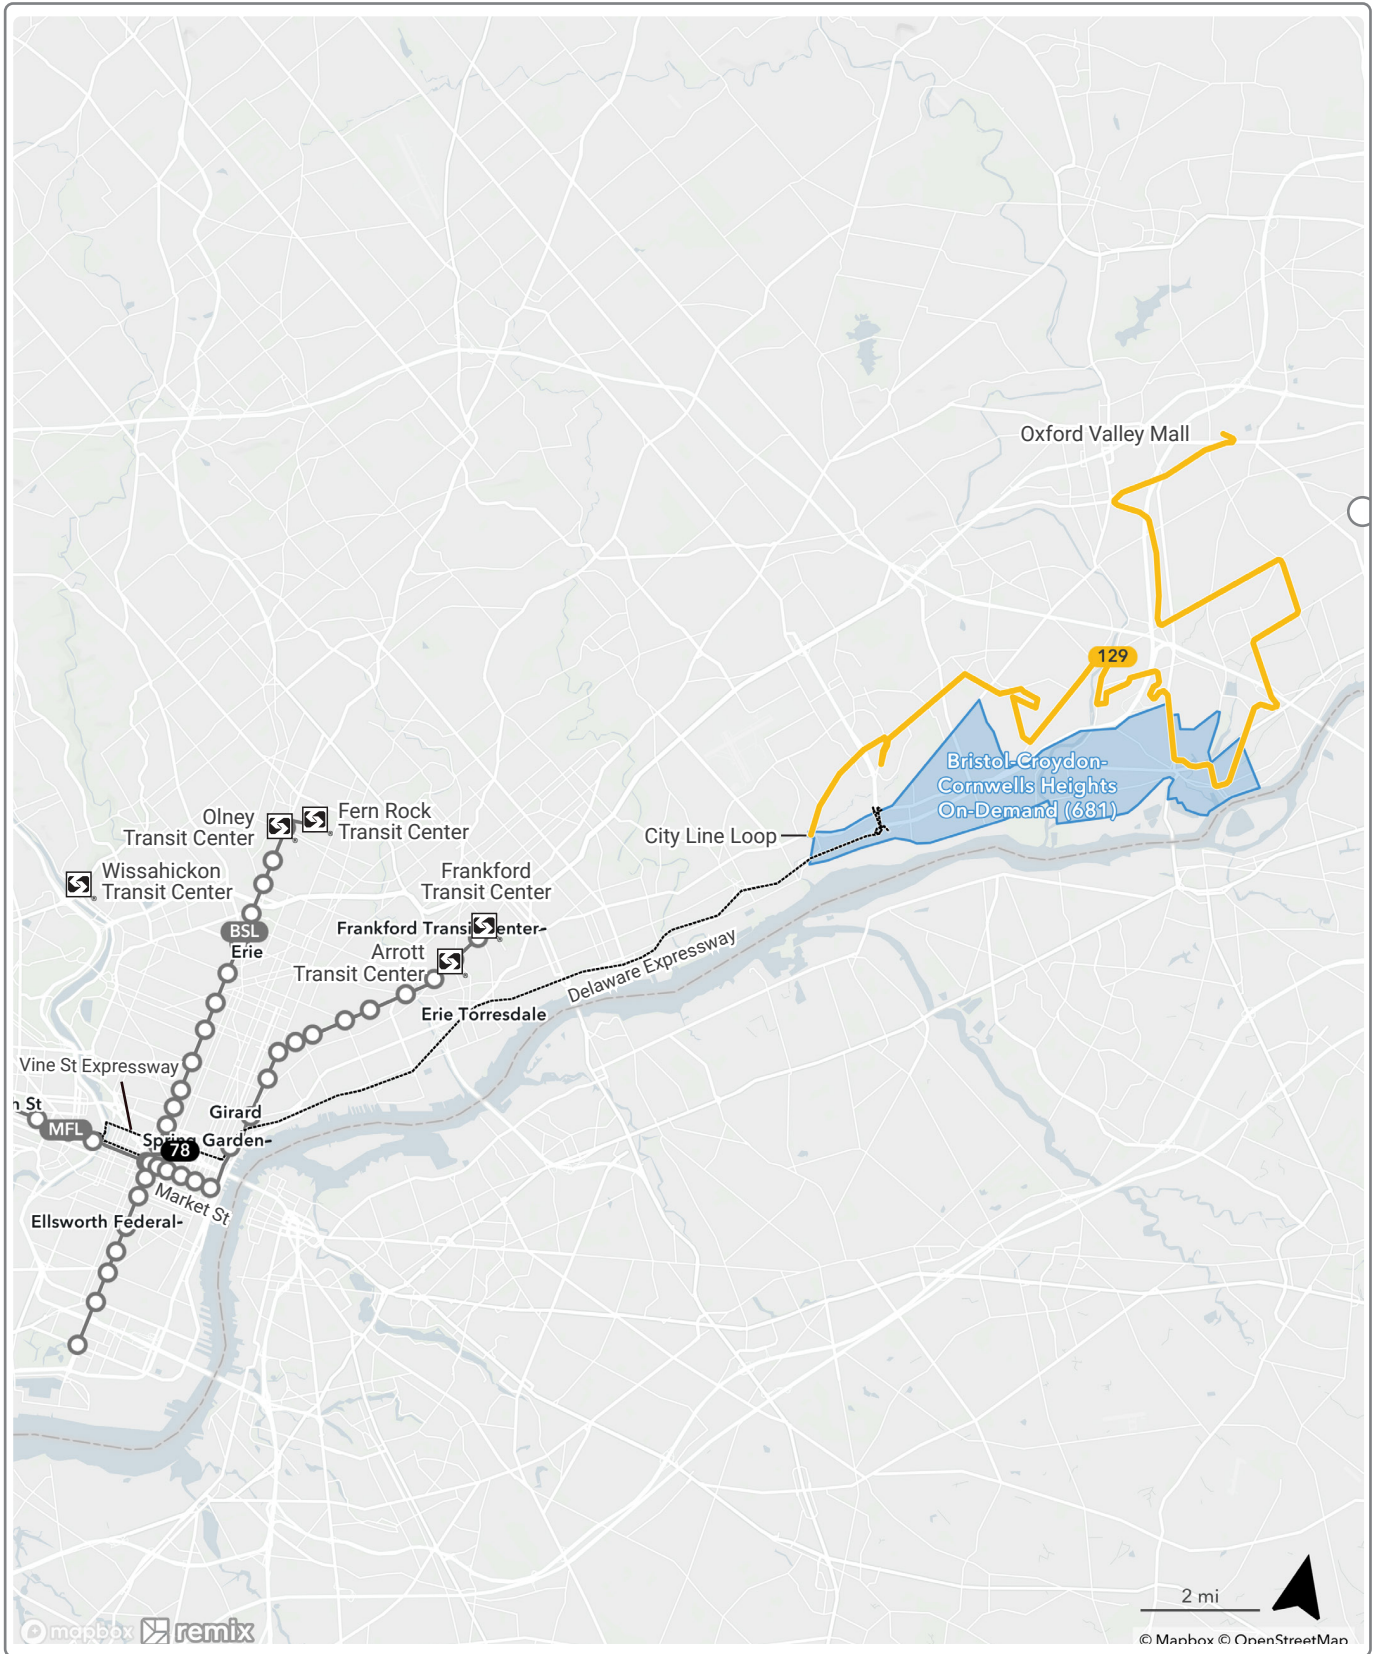 Oxford Valley Mall
129
Bristol-Croydon-
Cornwells Heights
On-Demand (681)
Olney
Transit Center
Fern Rock
Transit Center
City Line Loop
Wissahickon
Transit Center
Frankford
Transit Center
BSL
Erie
Frankford Transit Center-
Arrott
Transit Center
Delaware Expressway
Erie Torresdale
Vine St Expressway
h St
MFL
Girard
Spring Garden-
78
Market St
Ellsworth Federal-
2 mi
mapbox
remix
© Mapbox © OpenStreetMap